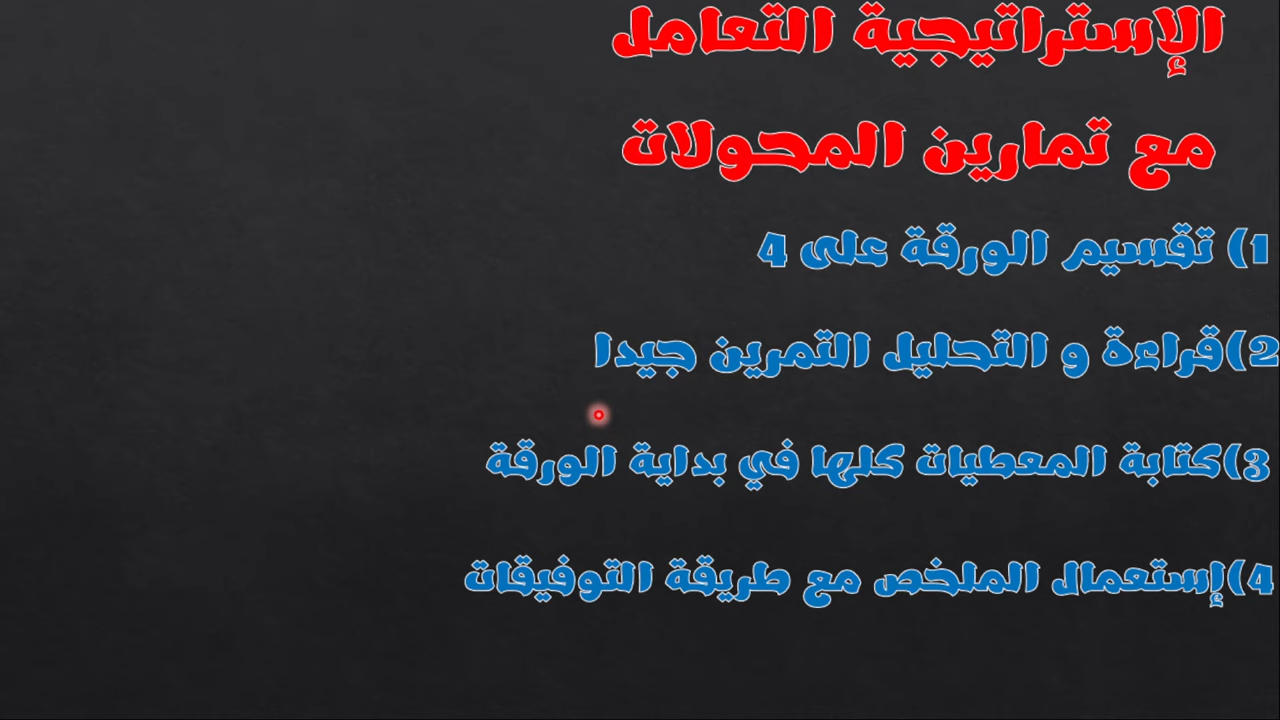 الإستراتيجية التعامل
مع تمارين المحولات
1) تقسيم الورقة على 4
2)قراءة و التحليل التمرين جيدا
3)كتابة المعطيات كلها في بداية الورقة
4)إستعمال الملخص مع طريقة التوفيقات